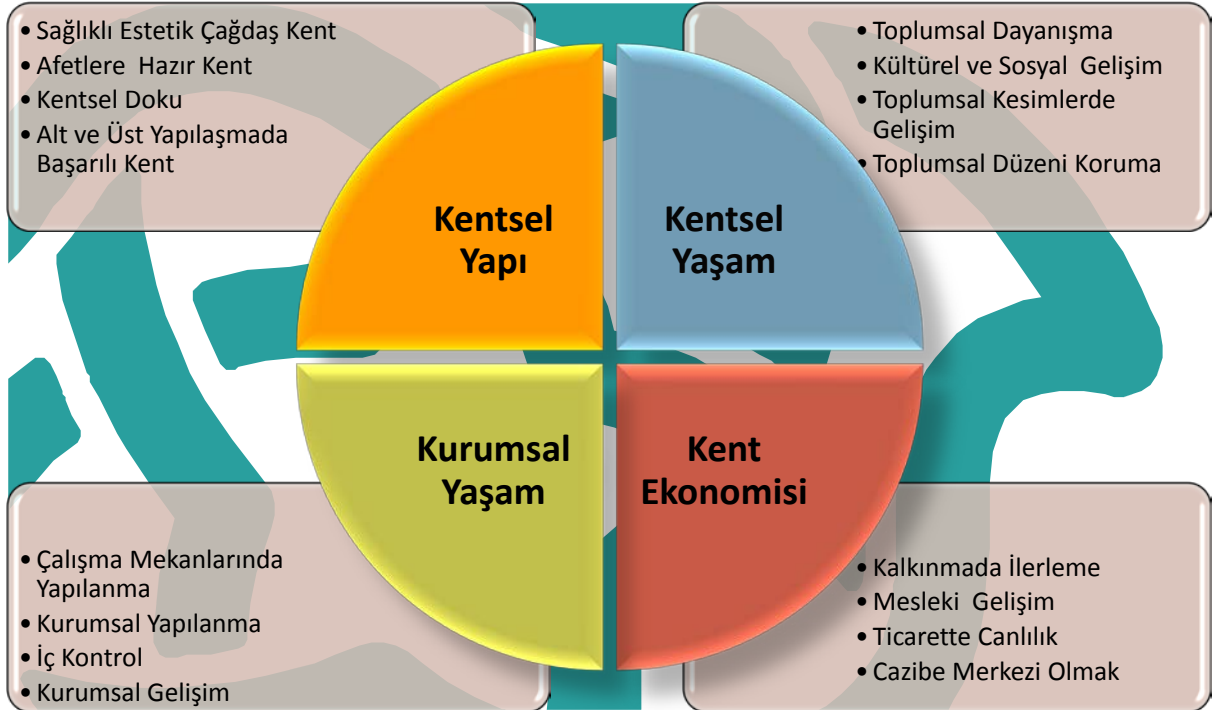 • Sağlıklı Estetik Çağdaş Kent
• Afetlere Hazır Kent
• Kentsel Doku
• Alt ve Üst Yapılaşmada
Başarılı Kent
• Toplumsal Dayanışma
• Kültürel ve Sosyal Gelişim
• Toplumsal Kesimlerde
Gelişim
• Toplumsal Düzeni Koruma
Kentsel
Yapı
Kentsel
Yaşam
Kurumsal
Yaşam
Kent
Ekonomisi
• Çalışma Mekanlarında
Yapılanma
• Kurumsal Yapılanma
• İç Kontrol
• Kurumsal Gelişim
• Kalkınmada İlerleme
• Mesleki Gelişim
• Ticarette Canlılık
• Cazibe Merkezi Olmak